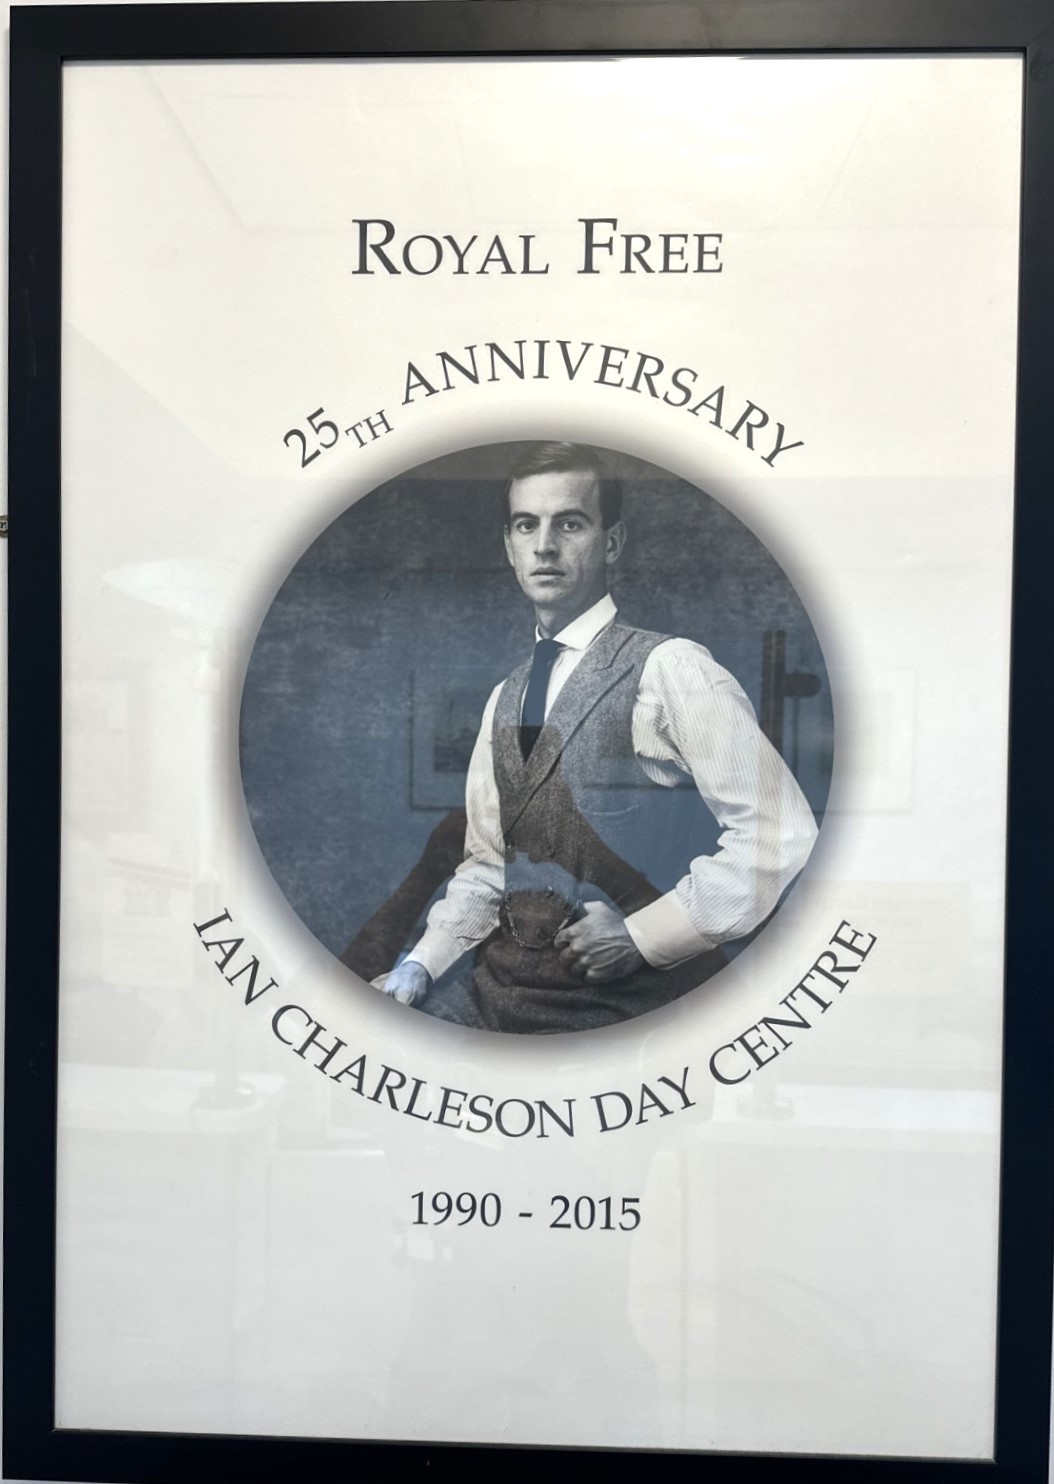 ROYAL FREE
25TH ANNIVERSARY
IAN CHARLESON DAY CENTRE
1990 - 2015